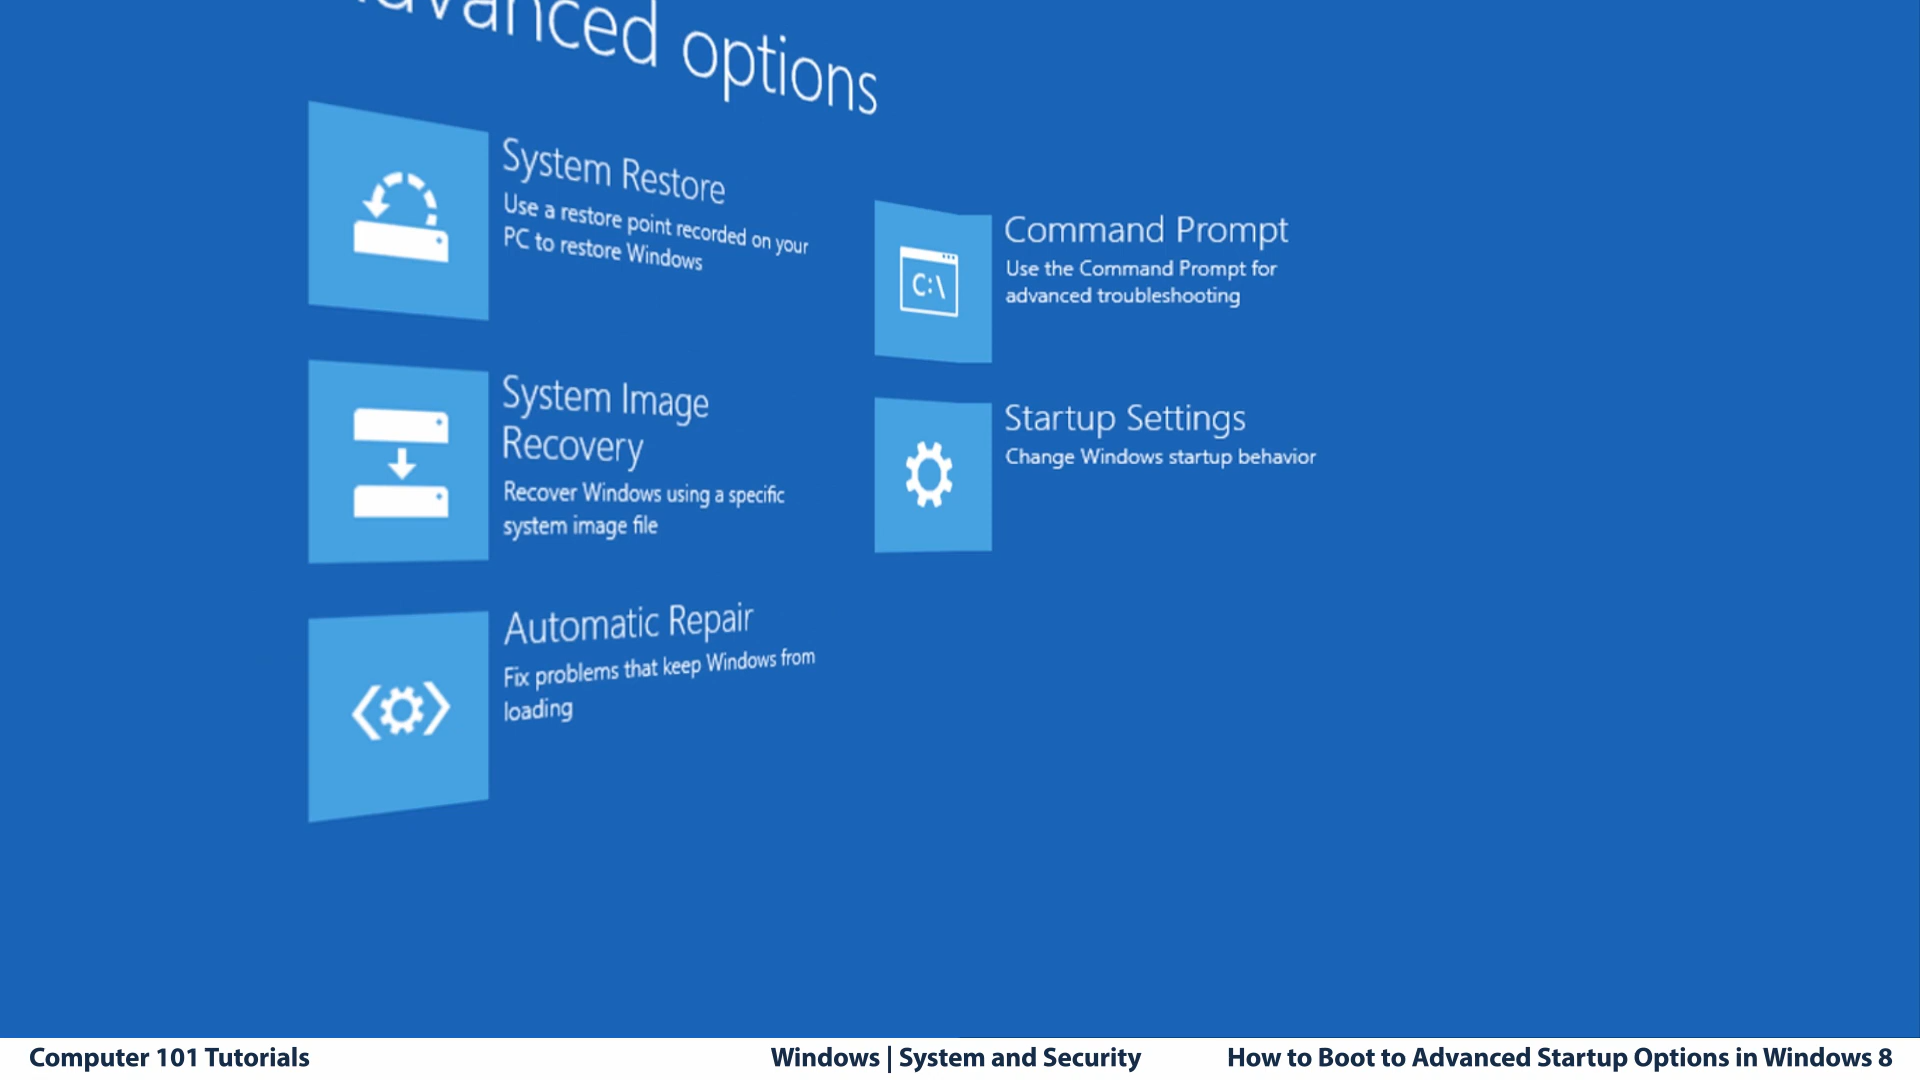 options
System Restore
Use a restore point recorded on your
PC to restore Windows
System Image
Recovery
Recover Windows using a specific
system image file
Automatic Repair
Fix problems that keep Windows from
loading
C:\
Command Prompt
Use the Command Prompt for
advanced troubleshooting
Startup Settings
Change Windows startup behavior
Computer 101 Tutorials
Windows | System and Security
How to Boot to Advanced Startup Options in Windows 8